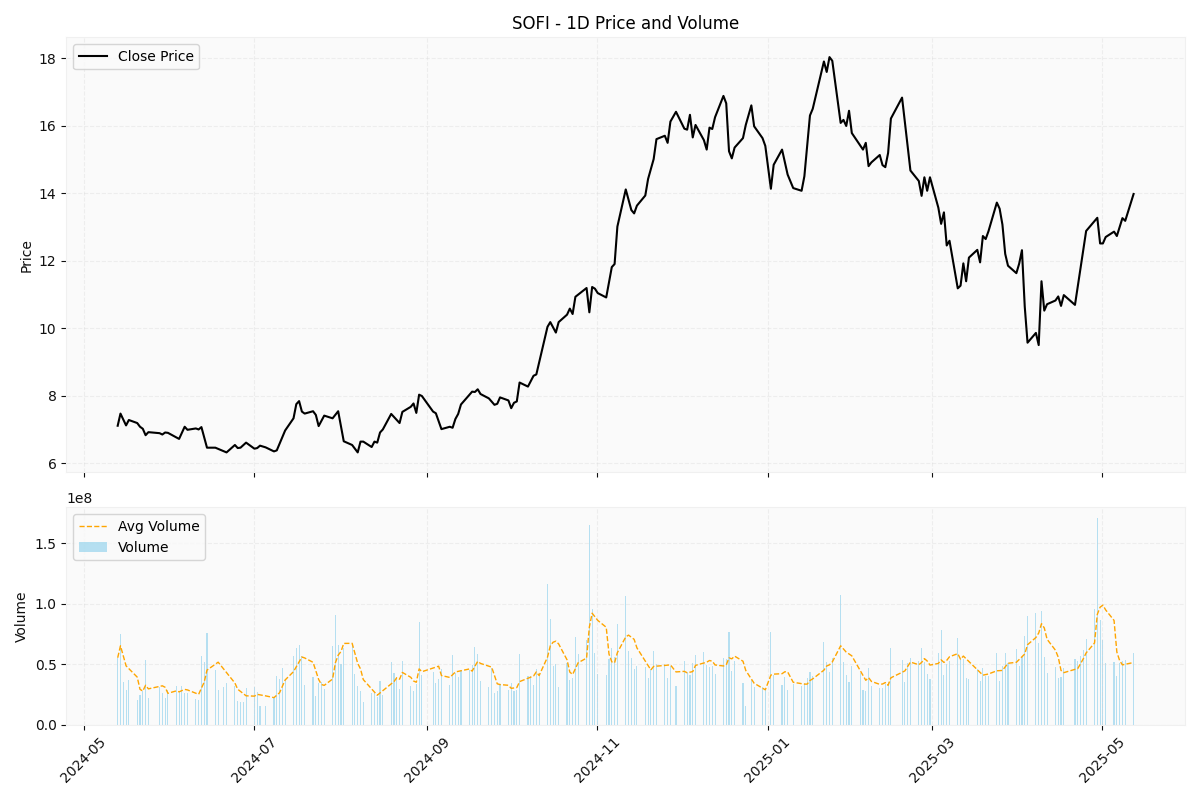 SOFI - 1D Price and Volume
Close Price
Price
18
16
14
12
10
8
6
1e8
Avg Volume
Volume
Volume
1.5
1.0
0.5
0.0
2024-05
2024-07
2024-09
2024-11
2025-01
2025-03
2025-05